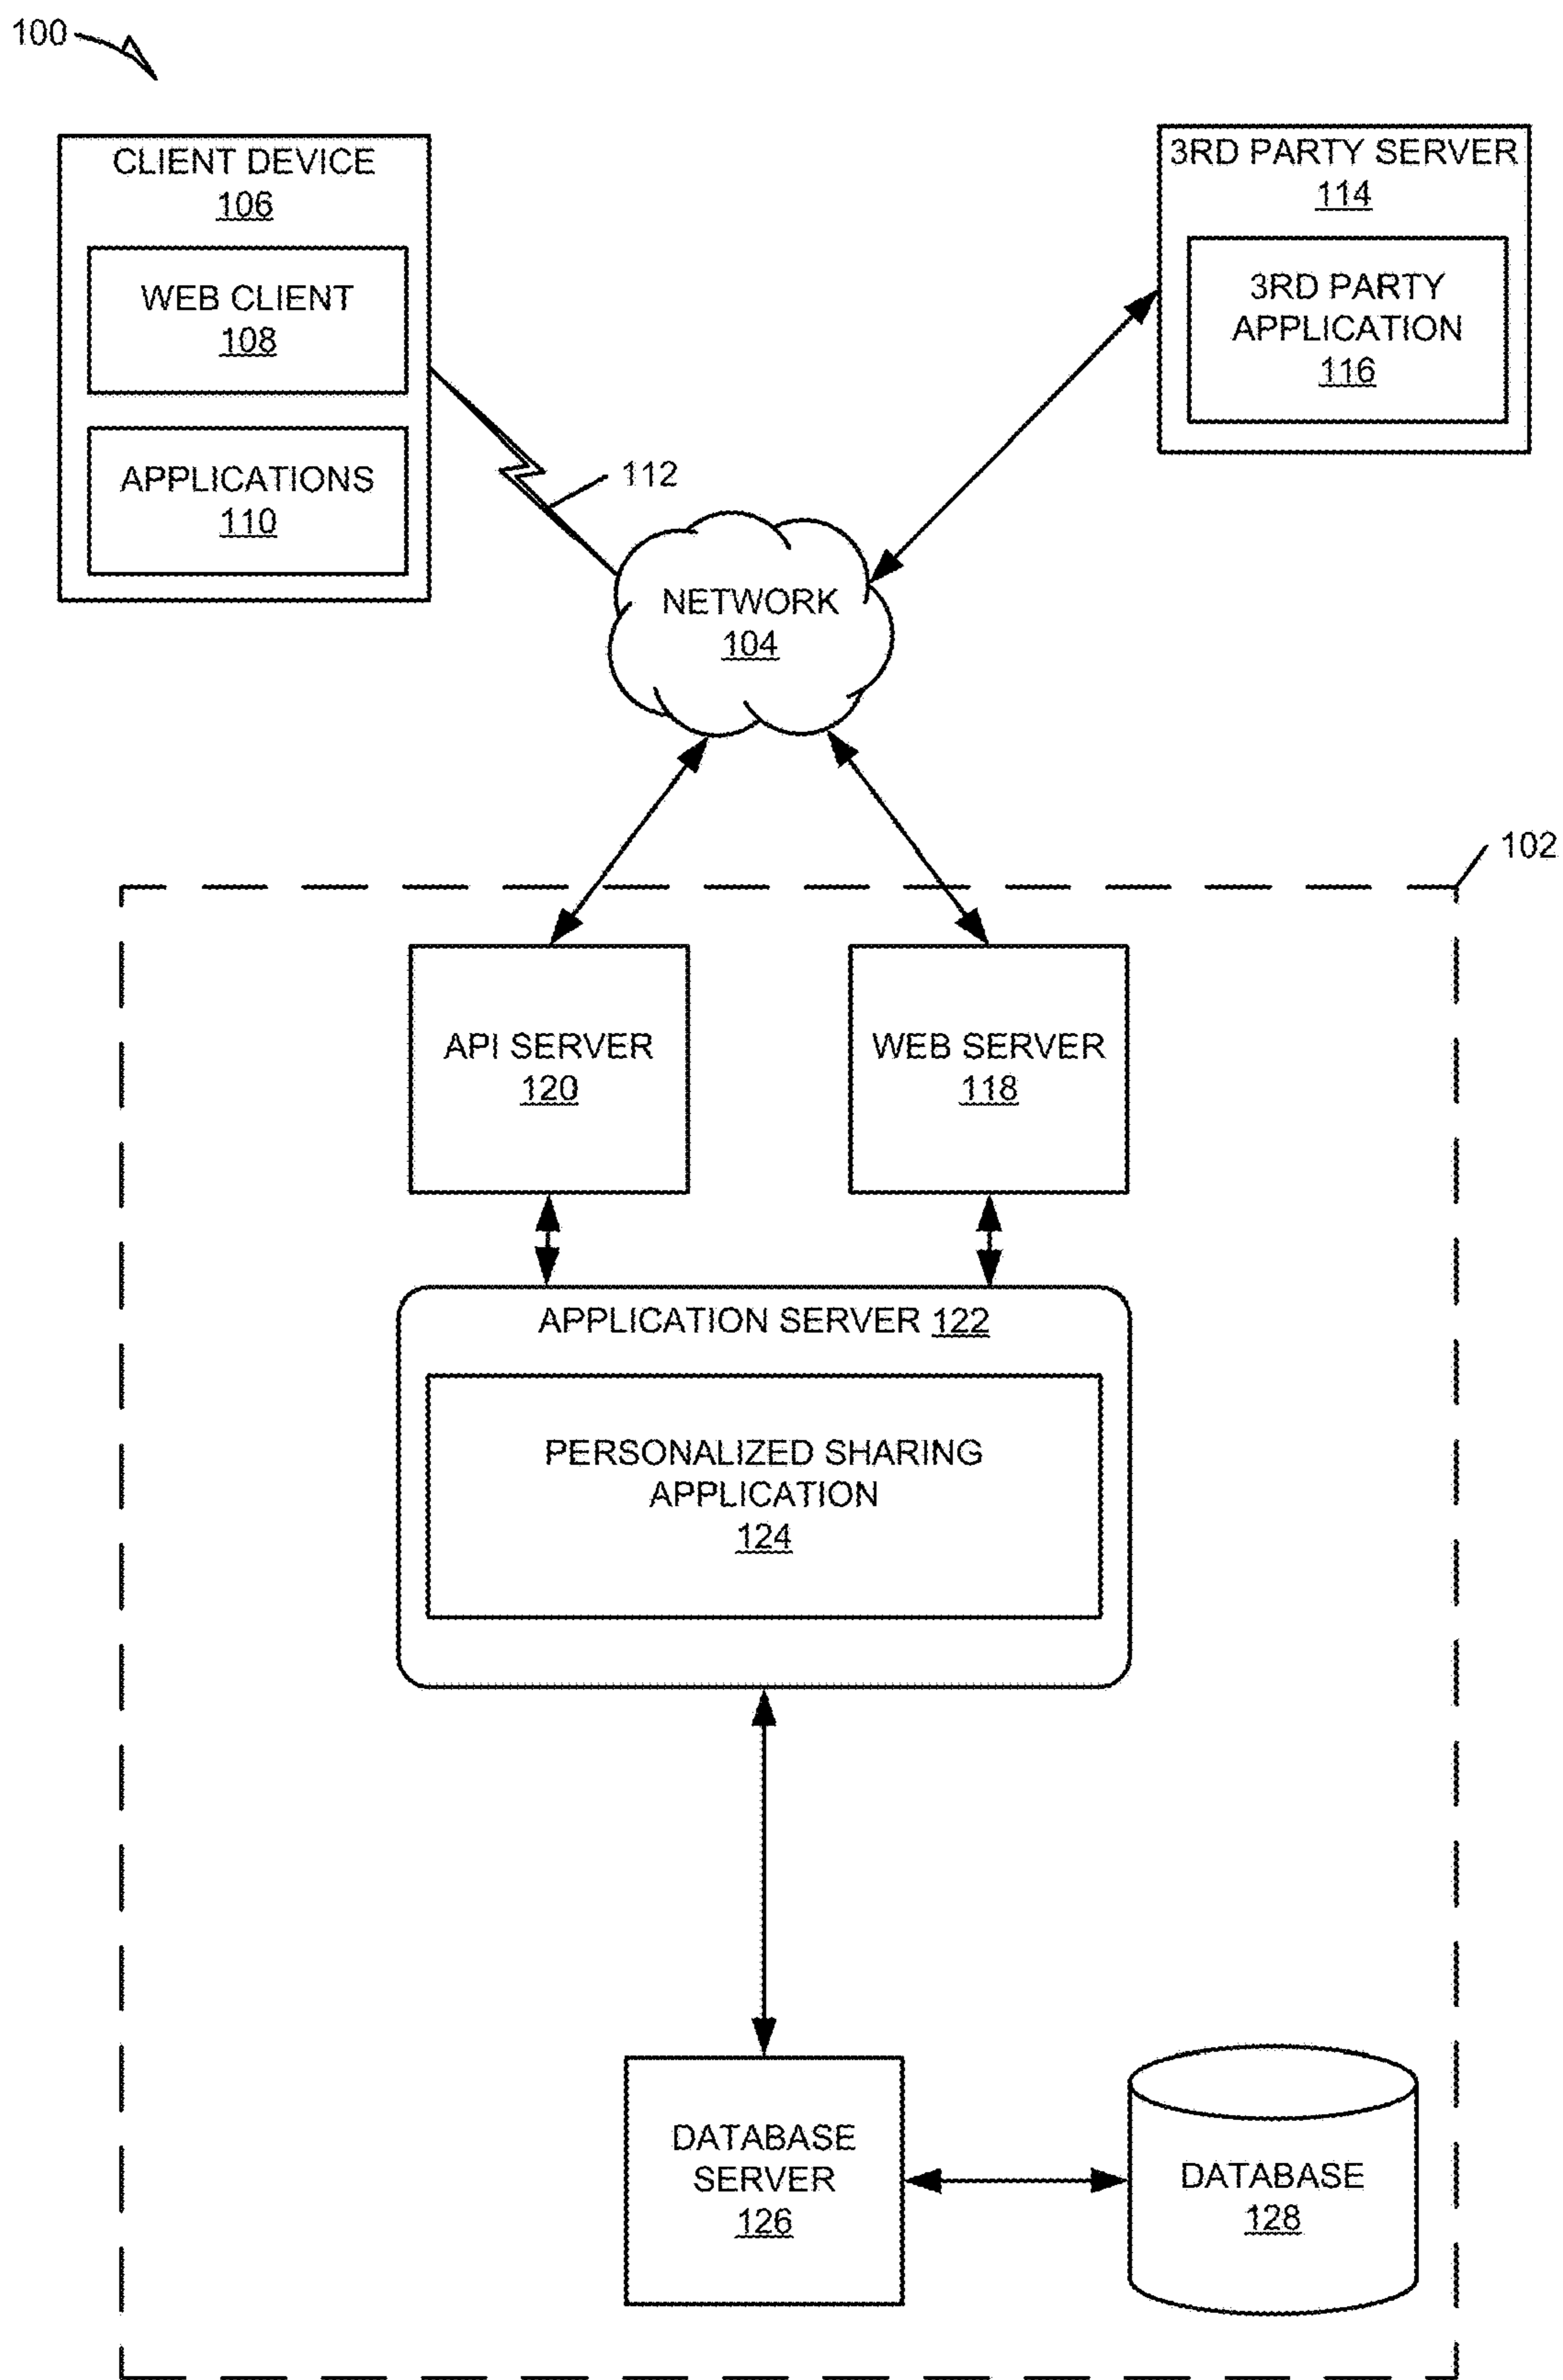 100
CLIENT DEVICE
106
WEB CLIENT
108
APPLICATIONS
110
3RD PARTY SERVER
114
3RD PARTY
APPLICATION
116
112
NETWORK
104
102
API SERVER
120
WEB SERVER
118
APPLICATION SERVER 122
PERSONALIZED SHARING
APPLICATION
124
DATABASE
SERVER
126
DATABASE
128